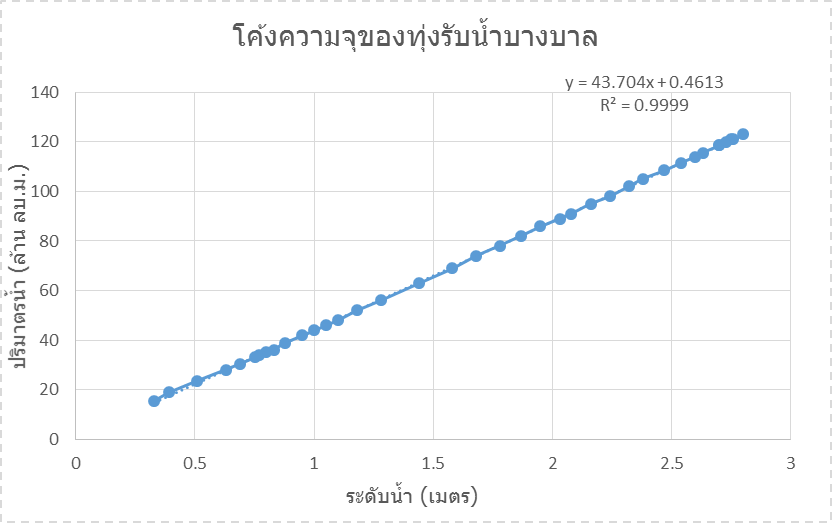 โค้งความจุของทุ่งรับน้ำบางบาล
y = 43.704x + 0.4613
R² = 0.9999
ปริมาตรน้ำ (ล้าน ลบ.ม.)
140
120
100
80
60
40
20
0
0 0.5 1 1.5 2 2.5 3
ระดับน้ำ (เมตร)